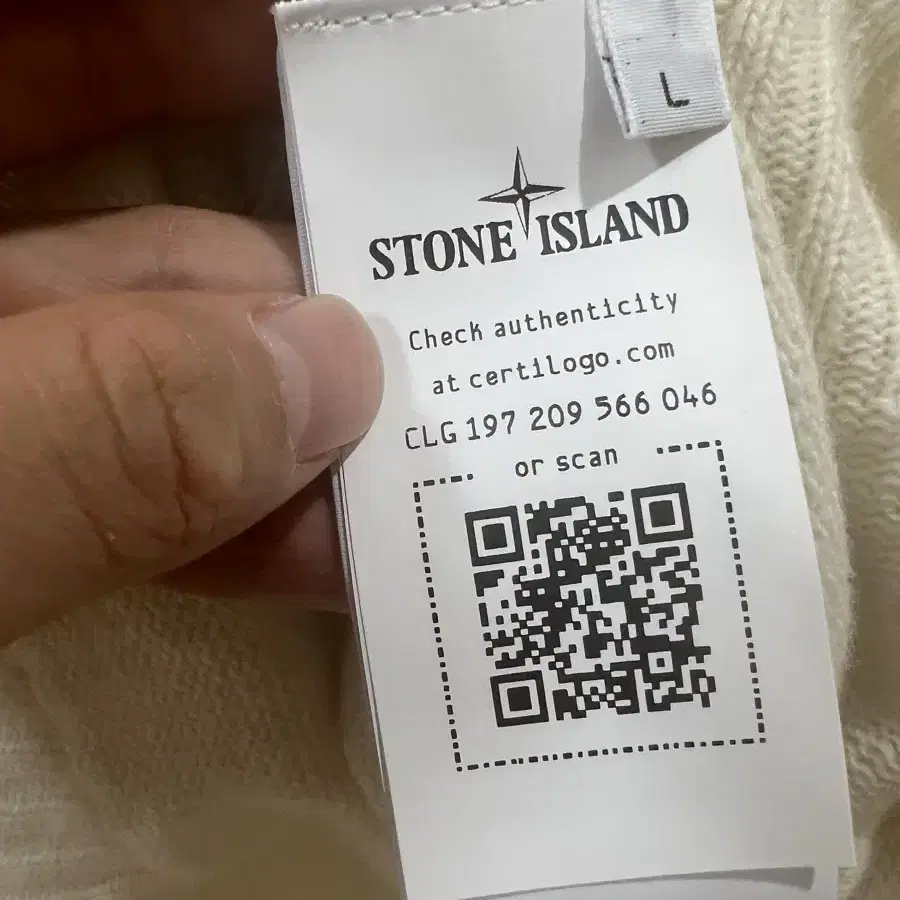 L
STONE ISLAND
Check authenticity
at certilogo.com
CLG 197 209 566 046
or scan